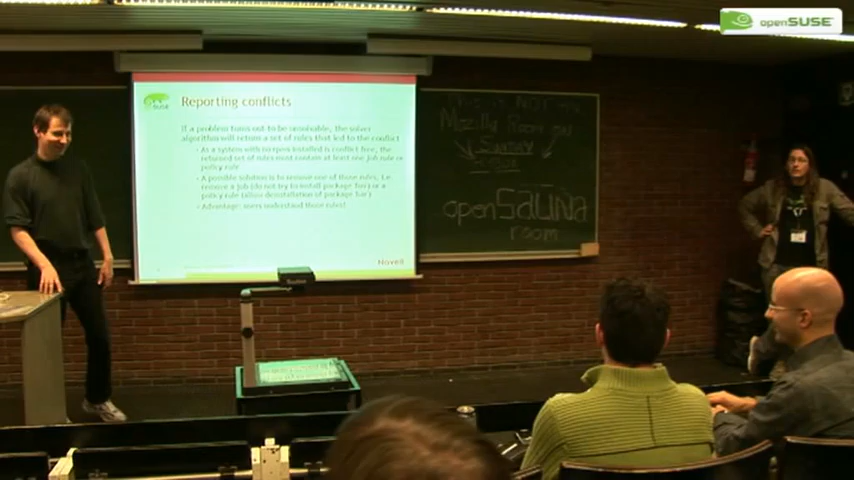 openSUSE
SUSE
Reporting conflicts
If a problem turns out to be unsolvable, the solver
algorithm will return a set of rules that led to the conflict
As a system with no rpms installed is conflict free, the
returned set of rules must contain at least one job rule or
policy rule
A possible solution is to remove one of those rules, i.e.
remove a job (do not try to install package foo) or a
policy rule (allow deinstallation of package bar)
Advantage: users understand those rules!
Novell
Mozilla Room
openSAUNA
room